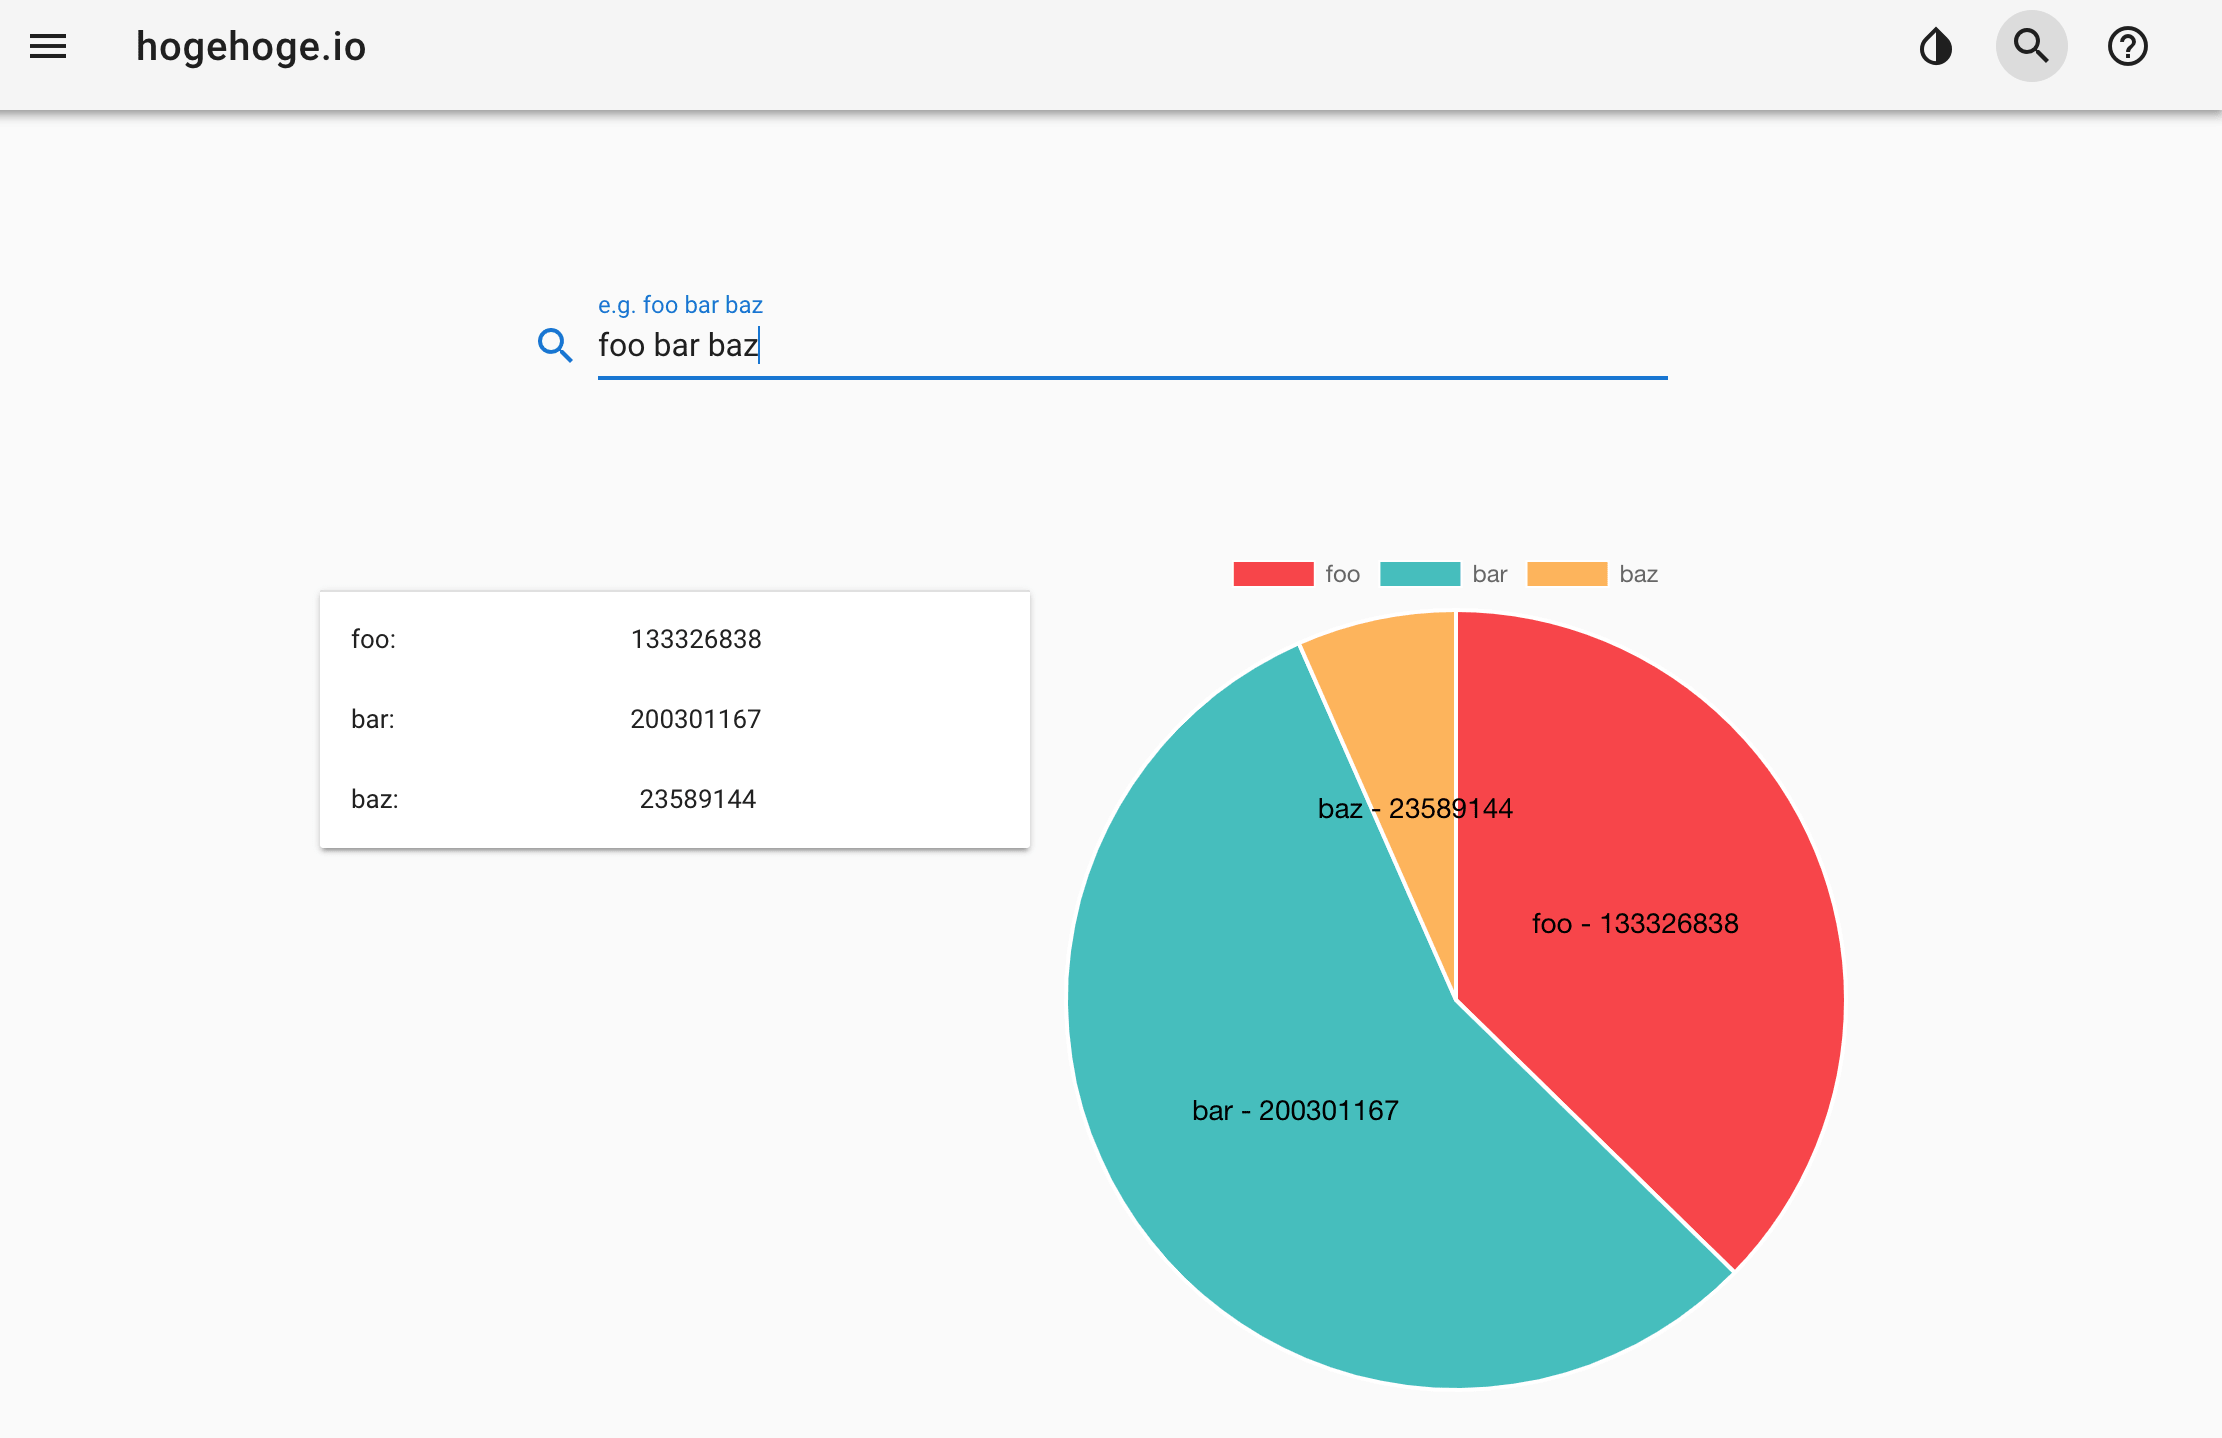 hogehoge.io
e.g. foo bar baz
foo bar baz
foo bar baz
foo: 133326838
bar: 200301167
baz: 23589144
baz - 23589144
foo - 133326838
bar - 200301167